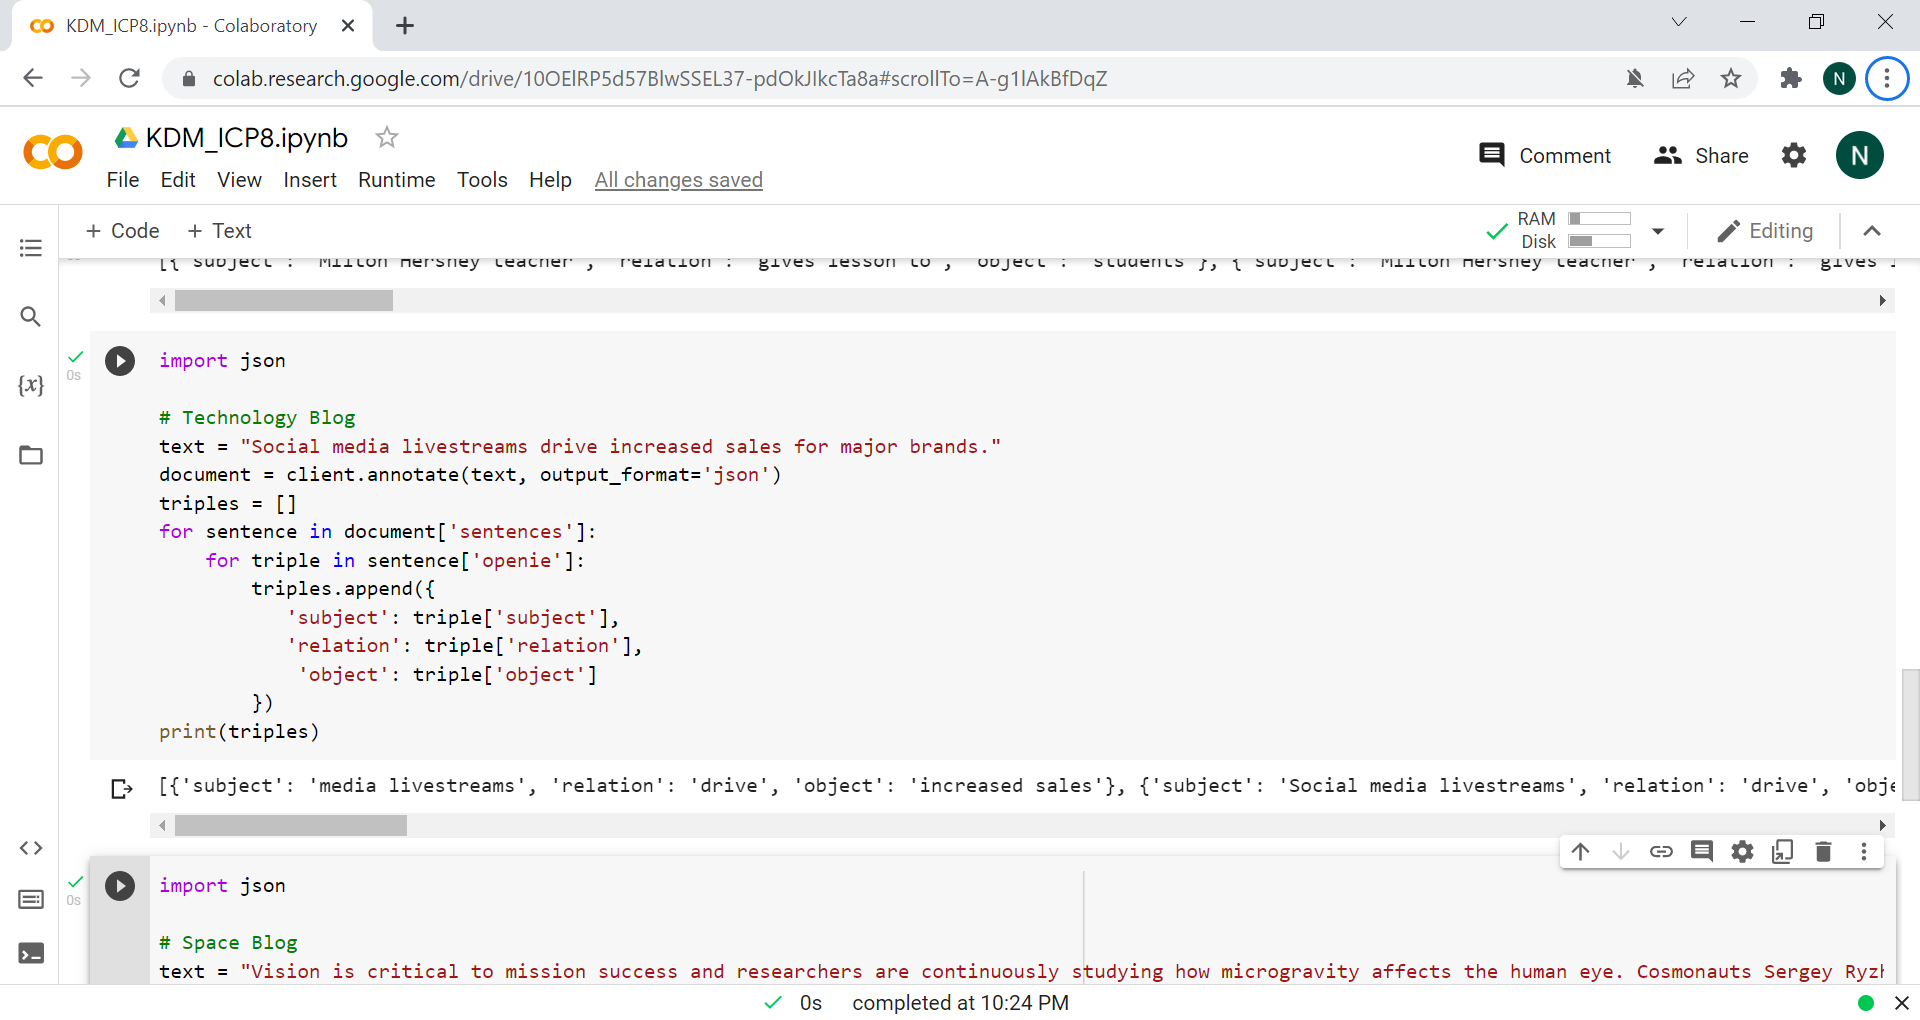 KDM_ICP8.ipynb - Colaboratory
colab.research.google.com/drive/10OElRP5d57BlwSSEL37-pdOkJIkcTa8a#scrollTo=A-g1lAkBfDqZ
N
KDM_ICP8.ipynb
Comment
Share
N
File Edit View Insert Runtime Tools Help All changes saved
+ Code + Text
RAM
Disk
Editing
[{'subject': 'Milton Hershey teacher', 'relation': 'gives lesson to', 'object': 'students'}, {'subject': 'Milton Hershey teacher', 'relation': 'gives
0s
import json
# Technology Blog
text = "Social media livestreams drive increased sales for major brands."
document = client.annotate(text, output_format='json')
triples = []
for sentence in document['sentences']:
    for triple in sentence['openie']:
        triples.append({
           'subject': triple['subject'],
           'relation': triple['relation'],
            'object': triple['object']
        })
print(triples)
[{'subject': 'media livestreams', 'relation': 'drive', 'object': 'increased sales'}, {'subject': 'Social media livestreams', 'relation': 'drive', 'obje
0s
import json
# Space Blog
text = "Vision is critical to mission success and researchers are continuously studying how microgravity affects the human eye. Cosmonauts Sergey Ryzh
0s completed at 10:24 PM